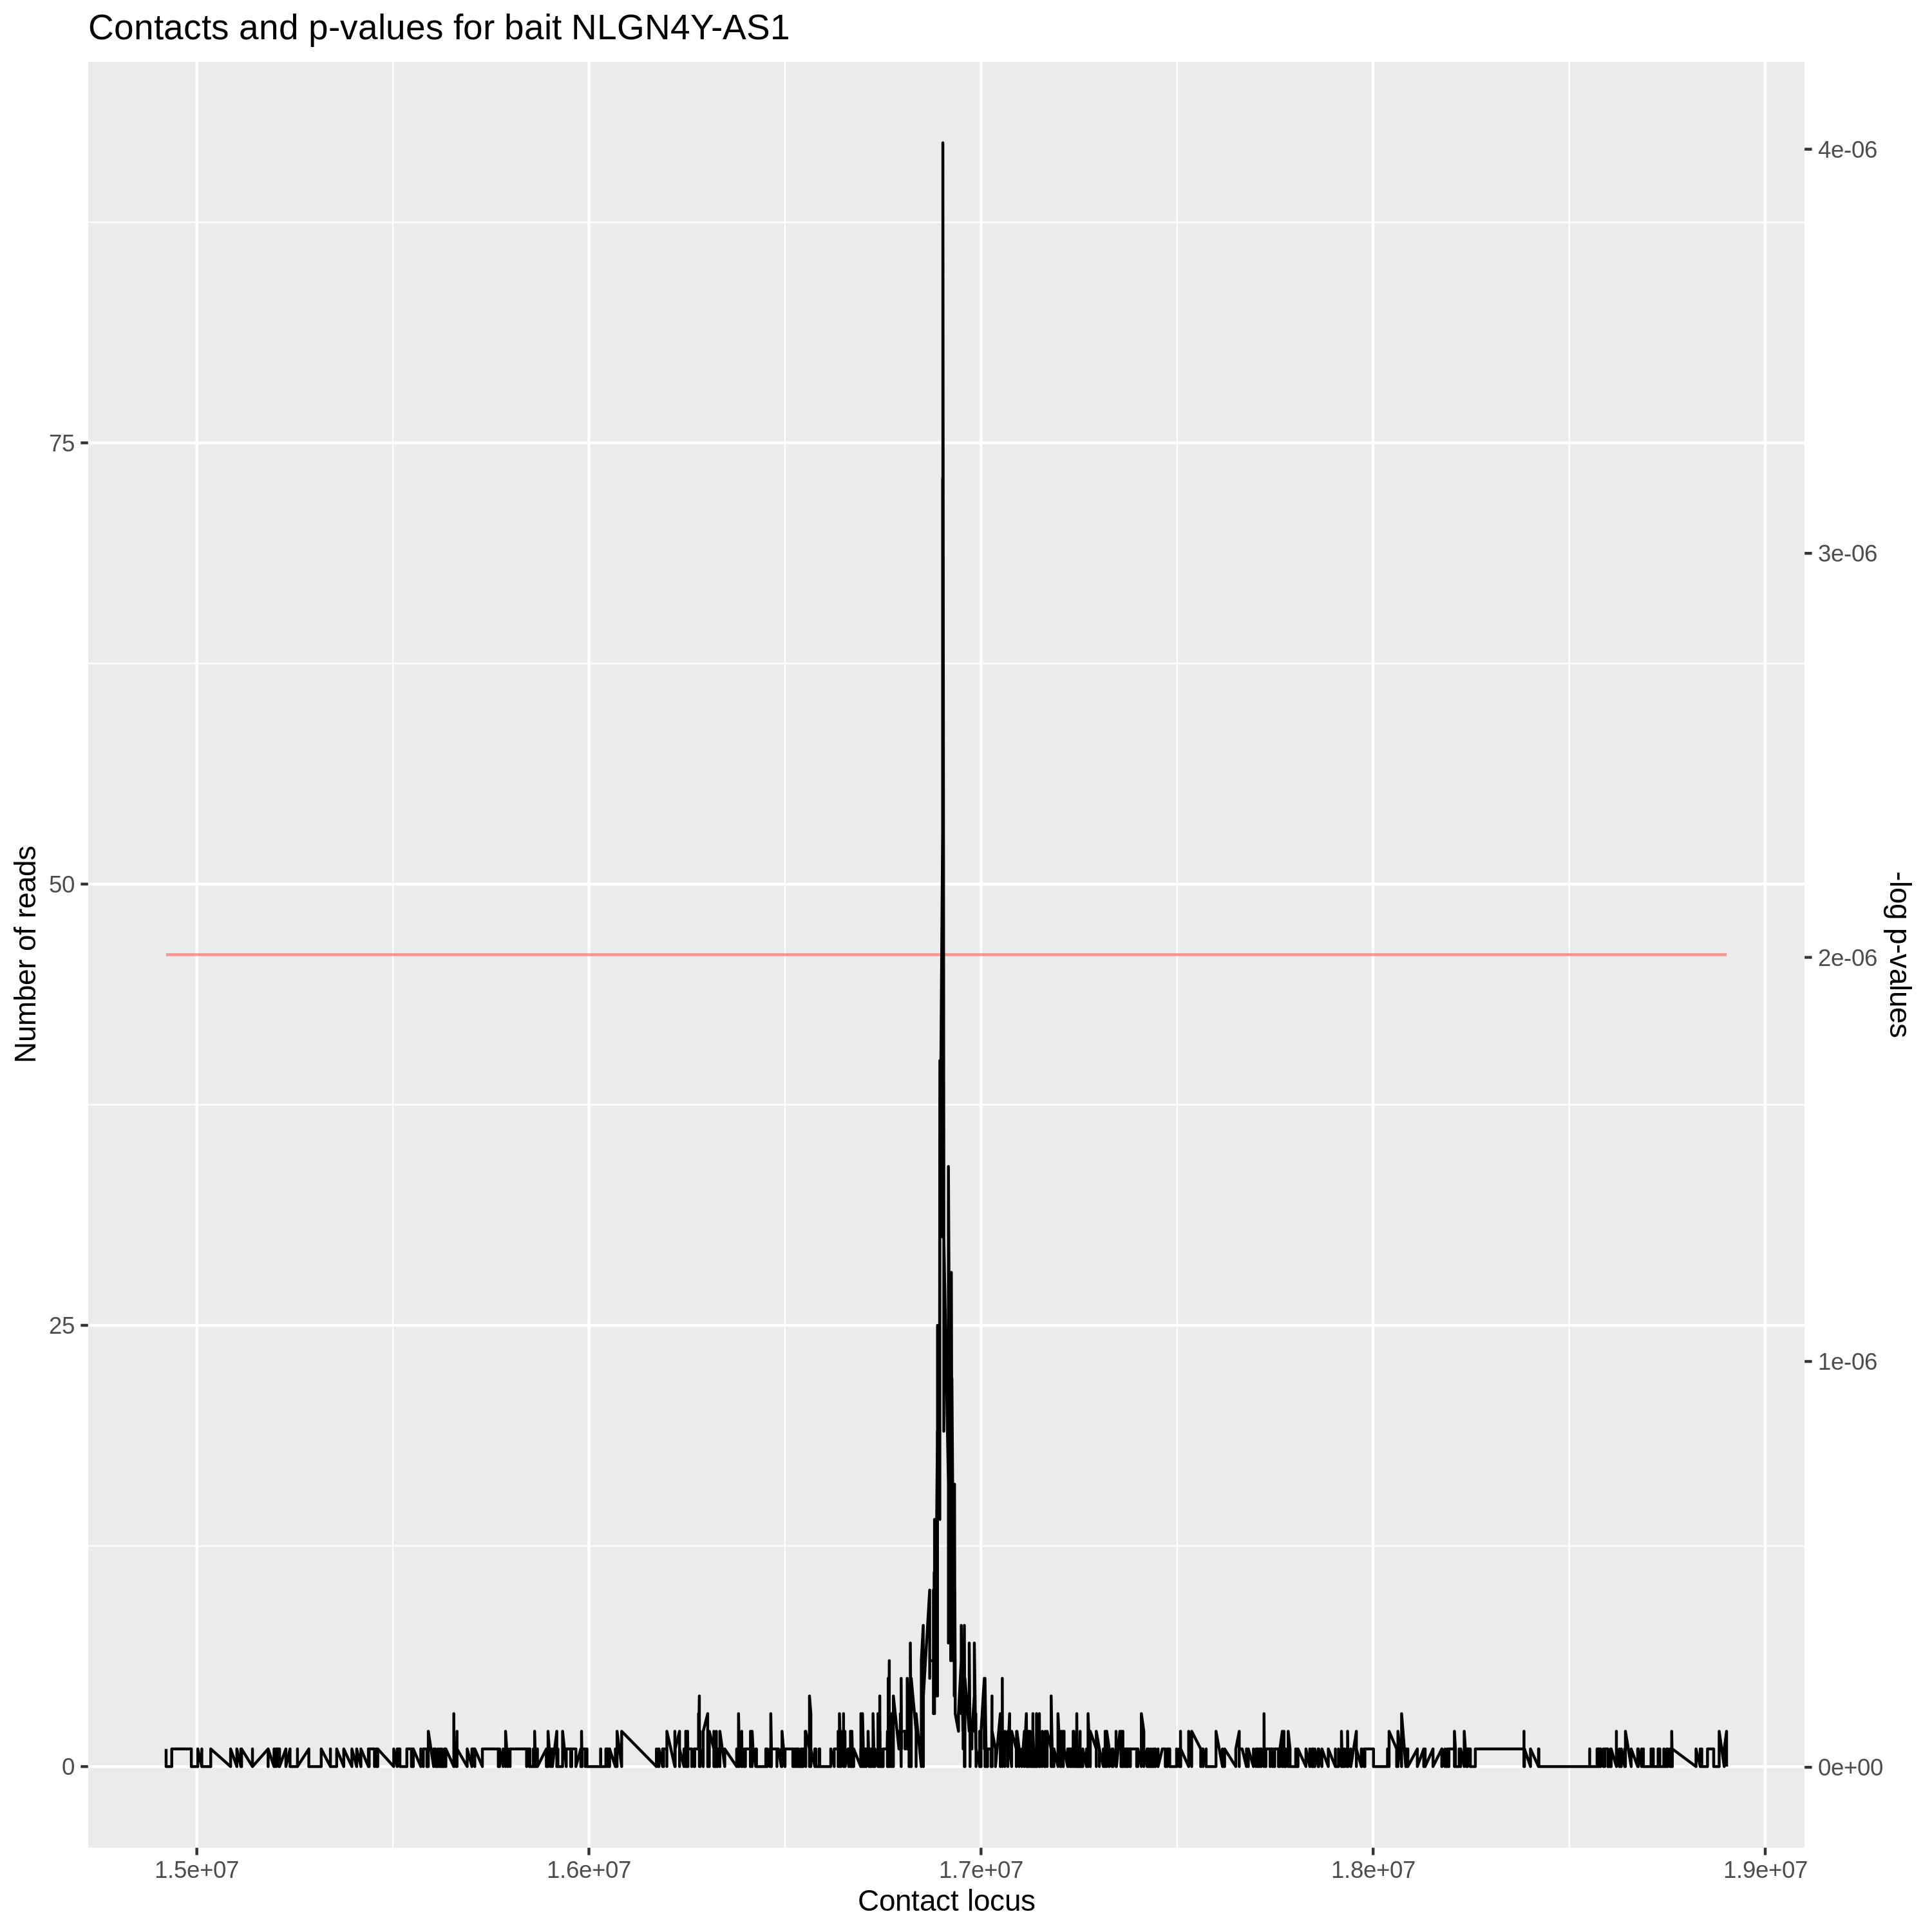 Contacts and p-values for bait NLGN4Y-AS1
4e-06
3e-06
75
2e-06
50
1e-06
25
0e+00
0
Number of reads
-log p-values
1.5e+07 1.6e+07 1.7e+07 1.8e+07 1.9e+07
Contact locus